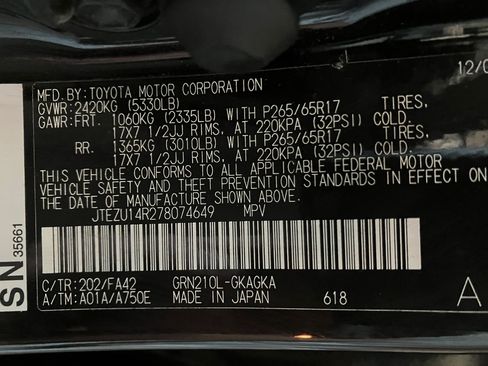 MFD.BY:TOYOTA MOTOR CORPORATION 12/0
GVWR:2420KG (5330LB)
GAWR:FRT. 1060KG (2335LB) WITH P265/65R17 TIRES,
17X7 1/2JJ RIMS, AT 220KPA (32PSI) COLD.
RR. 1365KG (3010LB) WITH P265/65R17 TIRES,
17X7 1/2JJ RIMS, AT 220KPA (32PSI) COLD.
THIS VEHICLE CONFORMS TO ALL APPLICABLE FEDERAL MOTOR
VEHICLE SAFETY AND THEFT PREVENTION STANDARDS IN EFFECT ON
THE DATE OF MANUFACTURE SHOWN ABOVE.
JTEZU14R278074649 MPV
C/TR:202/FA42 GRN210L-GKAGKA
A/TM:A01A/A750E MADE IN JAPAN 618 A
SN 35661